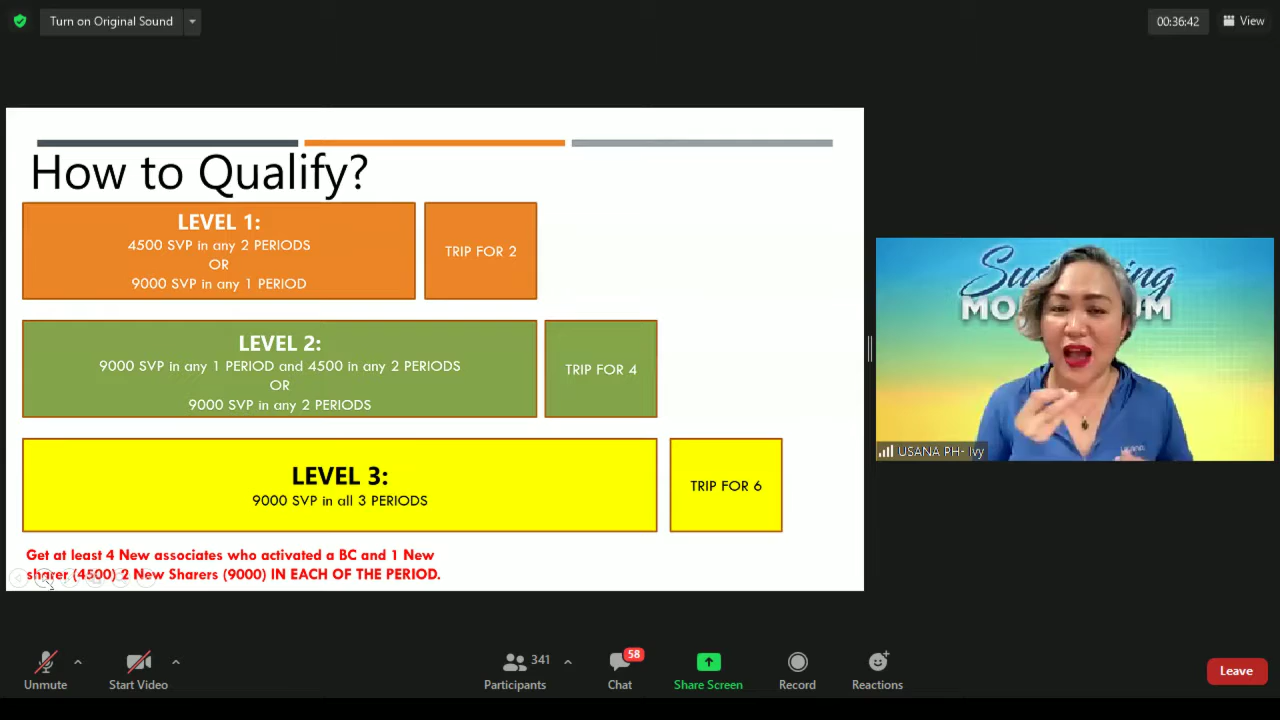 Turn on Original Sound
00:36:42
View
How to Qualify?
LEVEL 1:
4500 SVP in any 2 PERIODS
OR
9000 SVP in any 1 PERIOD
TRIP FOR 2
LEVEL 2:
9000 SVP in any 1 PERIOD and 4500 in any 2 PERIODS
OR
9000 SVP in any 2 PERIODS
TRIP FOR 4
LEVEL 3:
9000 SVP in all 3 PERIODS
TRIP FOR 6
Get at least 4 New associates who activated a BC and 1 New
sharer (4500) 2 New Sharers (9000) IN EACH OF THE PERIOD.
USANA PH- Ivy
Unmute
Start Video
341
Participants
58
Chat
Share Screen
Record
Reactions
Leave